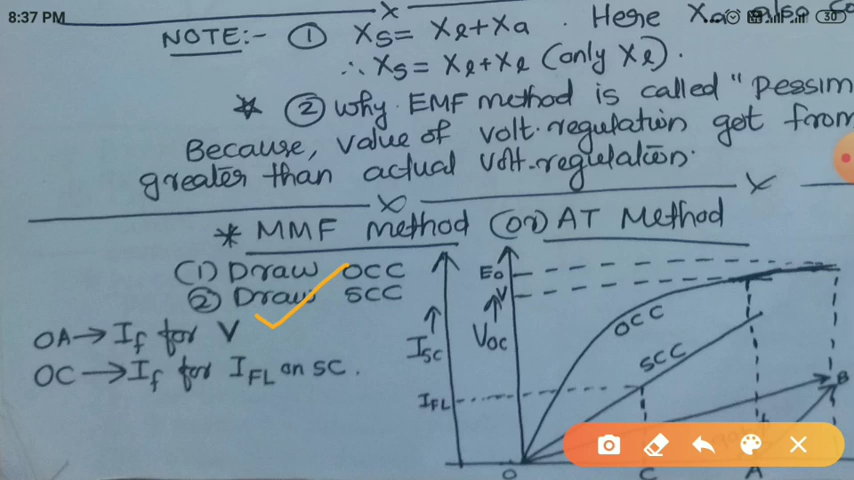 8:37 PM
30
NOTE:- ① Xs= Xℓ+Xa . Here
∴ Xs= Xℓ+Xℓ (only Xℓ).
* ② Why EMF method is called "pessim
Because, value of volt.regulation got from
greater than actual volt-regulation.
* MMF method (or) AT Method
(1) Draw OCC
② Draw SCC
OA→If for V
OC→If for IFL on SC.
Eo
V
Voc
Isc
IFL
OCC
SCC
B
O
C
A